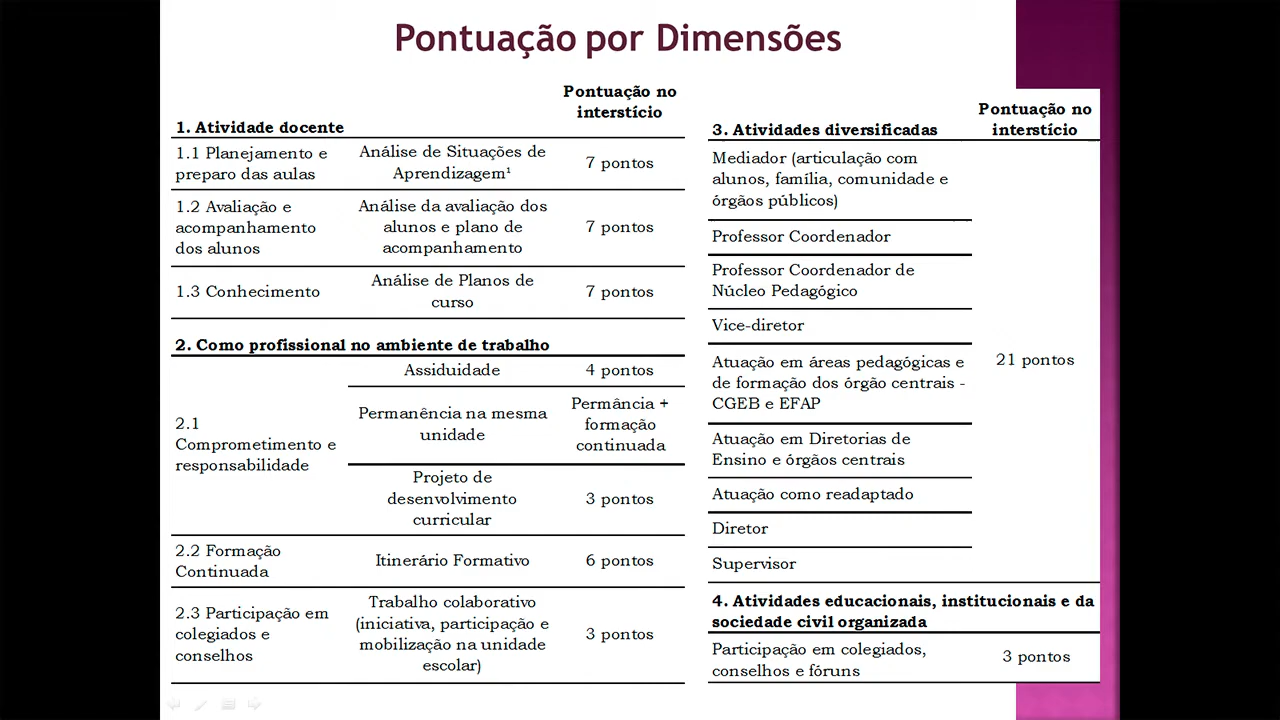 Pontuação por Dimensões
Pontuação no
interstício
1. Atividade docente
1.1 Planejamento e
preparo das aulas
Análise de Situações de
Aprendizagem¹
7 pontos
1.2 Avaliação e
acompanhamento
dos alunos
Análise da avaliação dos
alunos e plano de
acompanhamento
7 pontos
1.3 Conhecimento
Análise de Planos de
curso
7 pontos
2. Como profissional no ambiente de trabalho
2.1
Comprometimento e
responsabilidade
Assiduidade
4 pontos
Permanência na mesma
unidade
Permância +
formação
continuada
Projeto de
desenvolvimento
curricular
3 pontos
2.2 Formação
Continuada
Itinerário Formativo
6 pontos
2.3 Participação em
colegiados e
conselhos
Trabalho colaborativo
(iniciativa, participação e
mobilização na unidade
escolar)
3 pontos
Pontuação no
interstício
3. Atividades diversificadas
Mediador (articulação com
alunos, família, comunidade e
órgãos públicos)
Professor Coordenador
Professor Coordenador de
Núcleo Pedagógico
Vice-diretor
Atuação em áreas pedagógicas e
de formação dos órgão centrais -
CGEB e EFAP
21 pontos
Atuação em Diretorias de
Ensino e órgãos centrais
Atuação como readaptado
Diretor
Supervisor
4. Atividades educacionais, institucionais e da
sociedade civil organizada
Participação em colegiados,
conselhos e fóruns
3 pontos